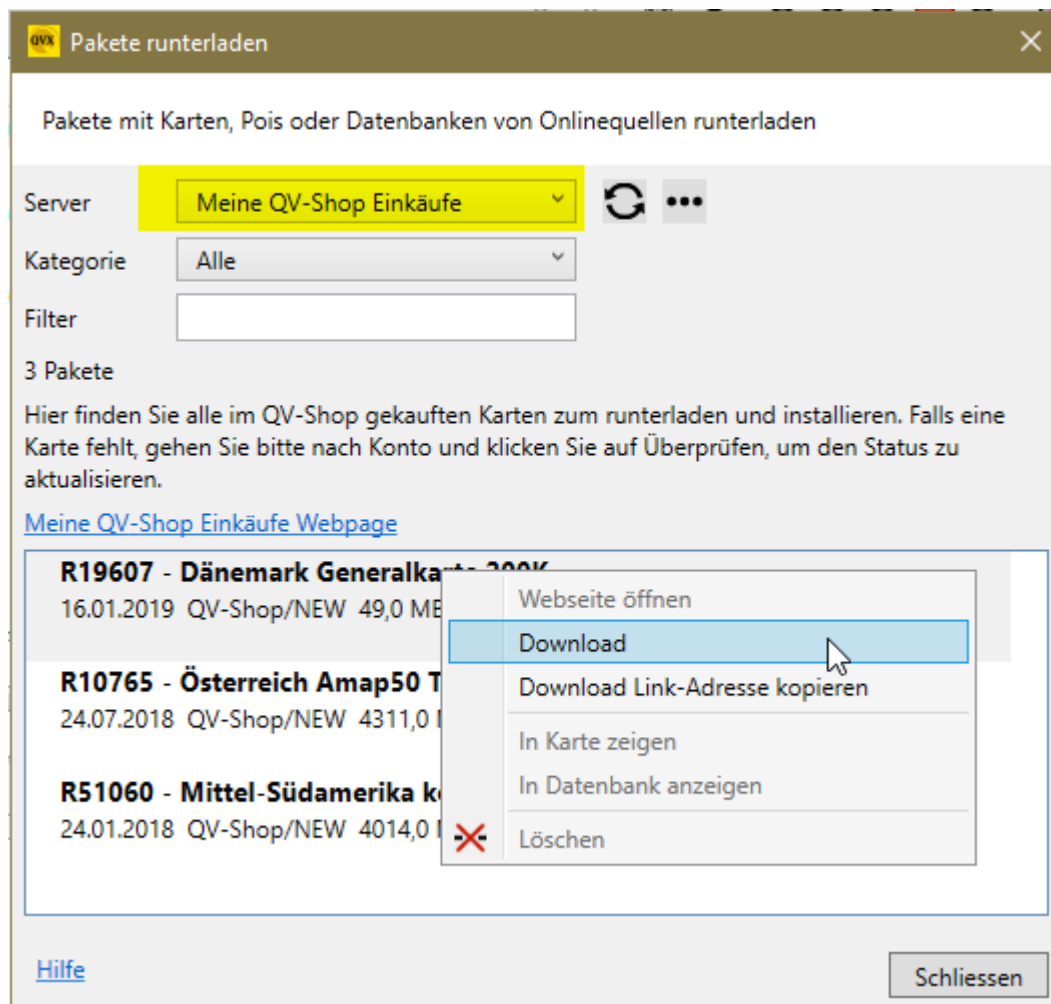 QVX Pakete runterladen
Pakete mit Karten, Pois oder Datenbanken von Onlinequellen runterladen
Server Meine QV-Shop Einkäufe
Kategorie Alle
Filter
3 Pakete
Hier finden Sie alle im QV-Shop gekauften Karten zum runterladen und installieren. Falls eine
Karte fehlt, gehen Sie bitte nach Konto und klicken Sie auf Überprüfen, um den Status zu
aktualisieren.
Meine QV-Shop Einkäufe Webpage
R19607 - Dänemark Generalkarte 200K
16.01.2019 QV-Shop/NEW 49,0 MB
R10765 - Österreich Amap50 T
24.07.2018 QV-Shop/NEW 4311,0
R51060 - Mittel-Südamerika
24.01.2018 QV-Shop/NEW 4014,0
Webseite öffnen
Download
Download Link-Adresse kopieren
In Karte zeigen
In Datenbank anzeigen
Löschen
Hilfe
Schliessen